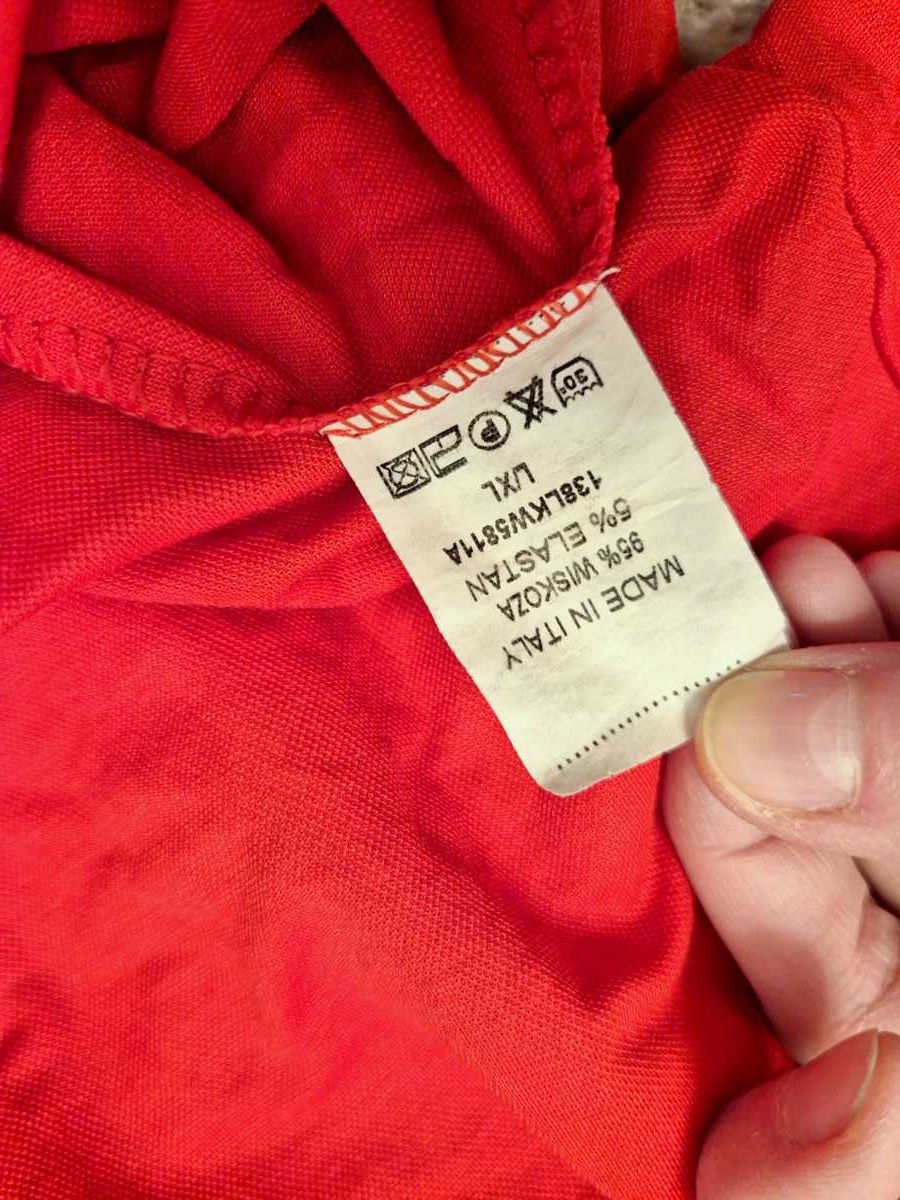 MADE IN ITALY
95% WISKOZA
5% ELASTAN
138LKW5811A
L/XL
P
30°